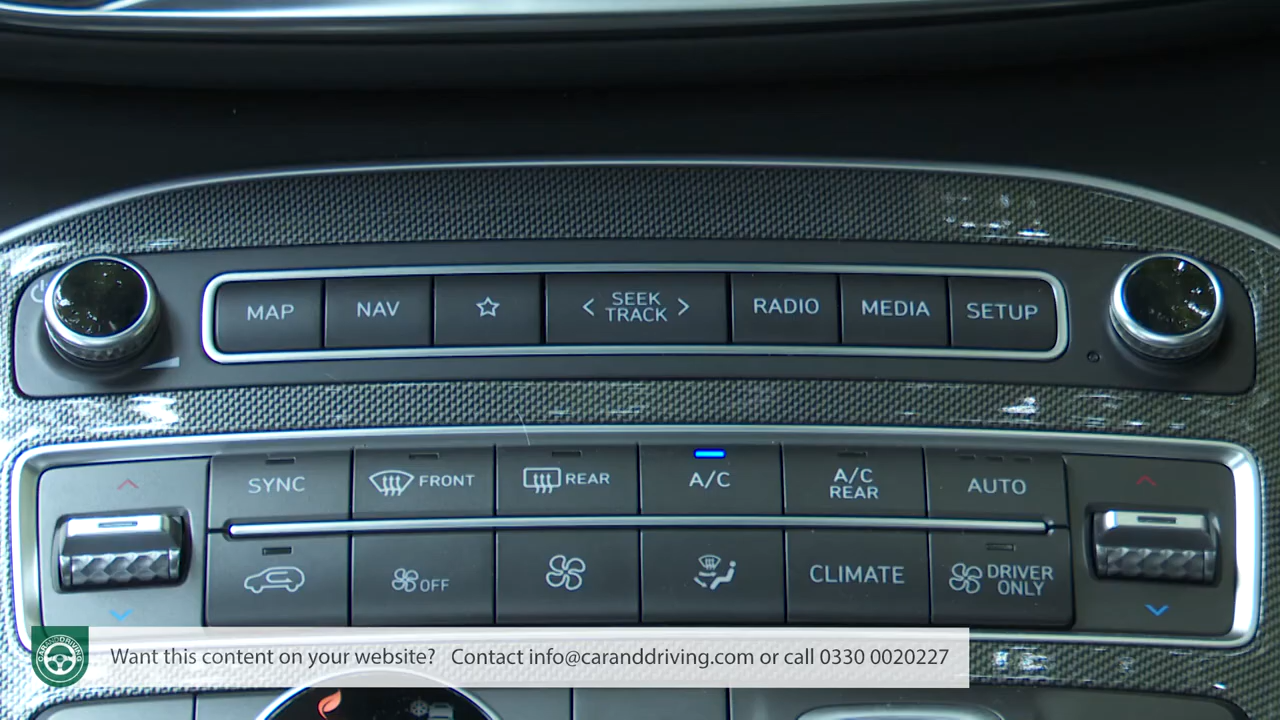 MAP NAV < SEEK TRACK > RADIO MEDIA SETUP
SYNC FRONT REAR A/C A/C REAR AUTO
OFF CLIMATE DRIVER ONLY
CARANDDRIVING
Want this content on your website? Contact info@caranddriving.com or call 0330 0020227